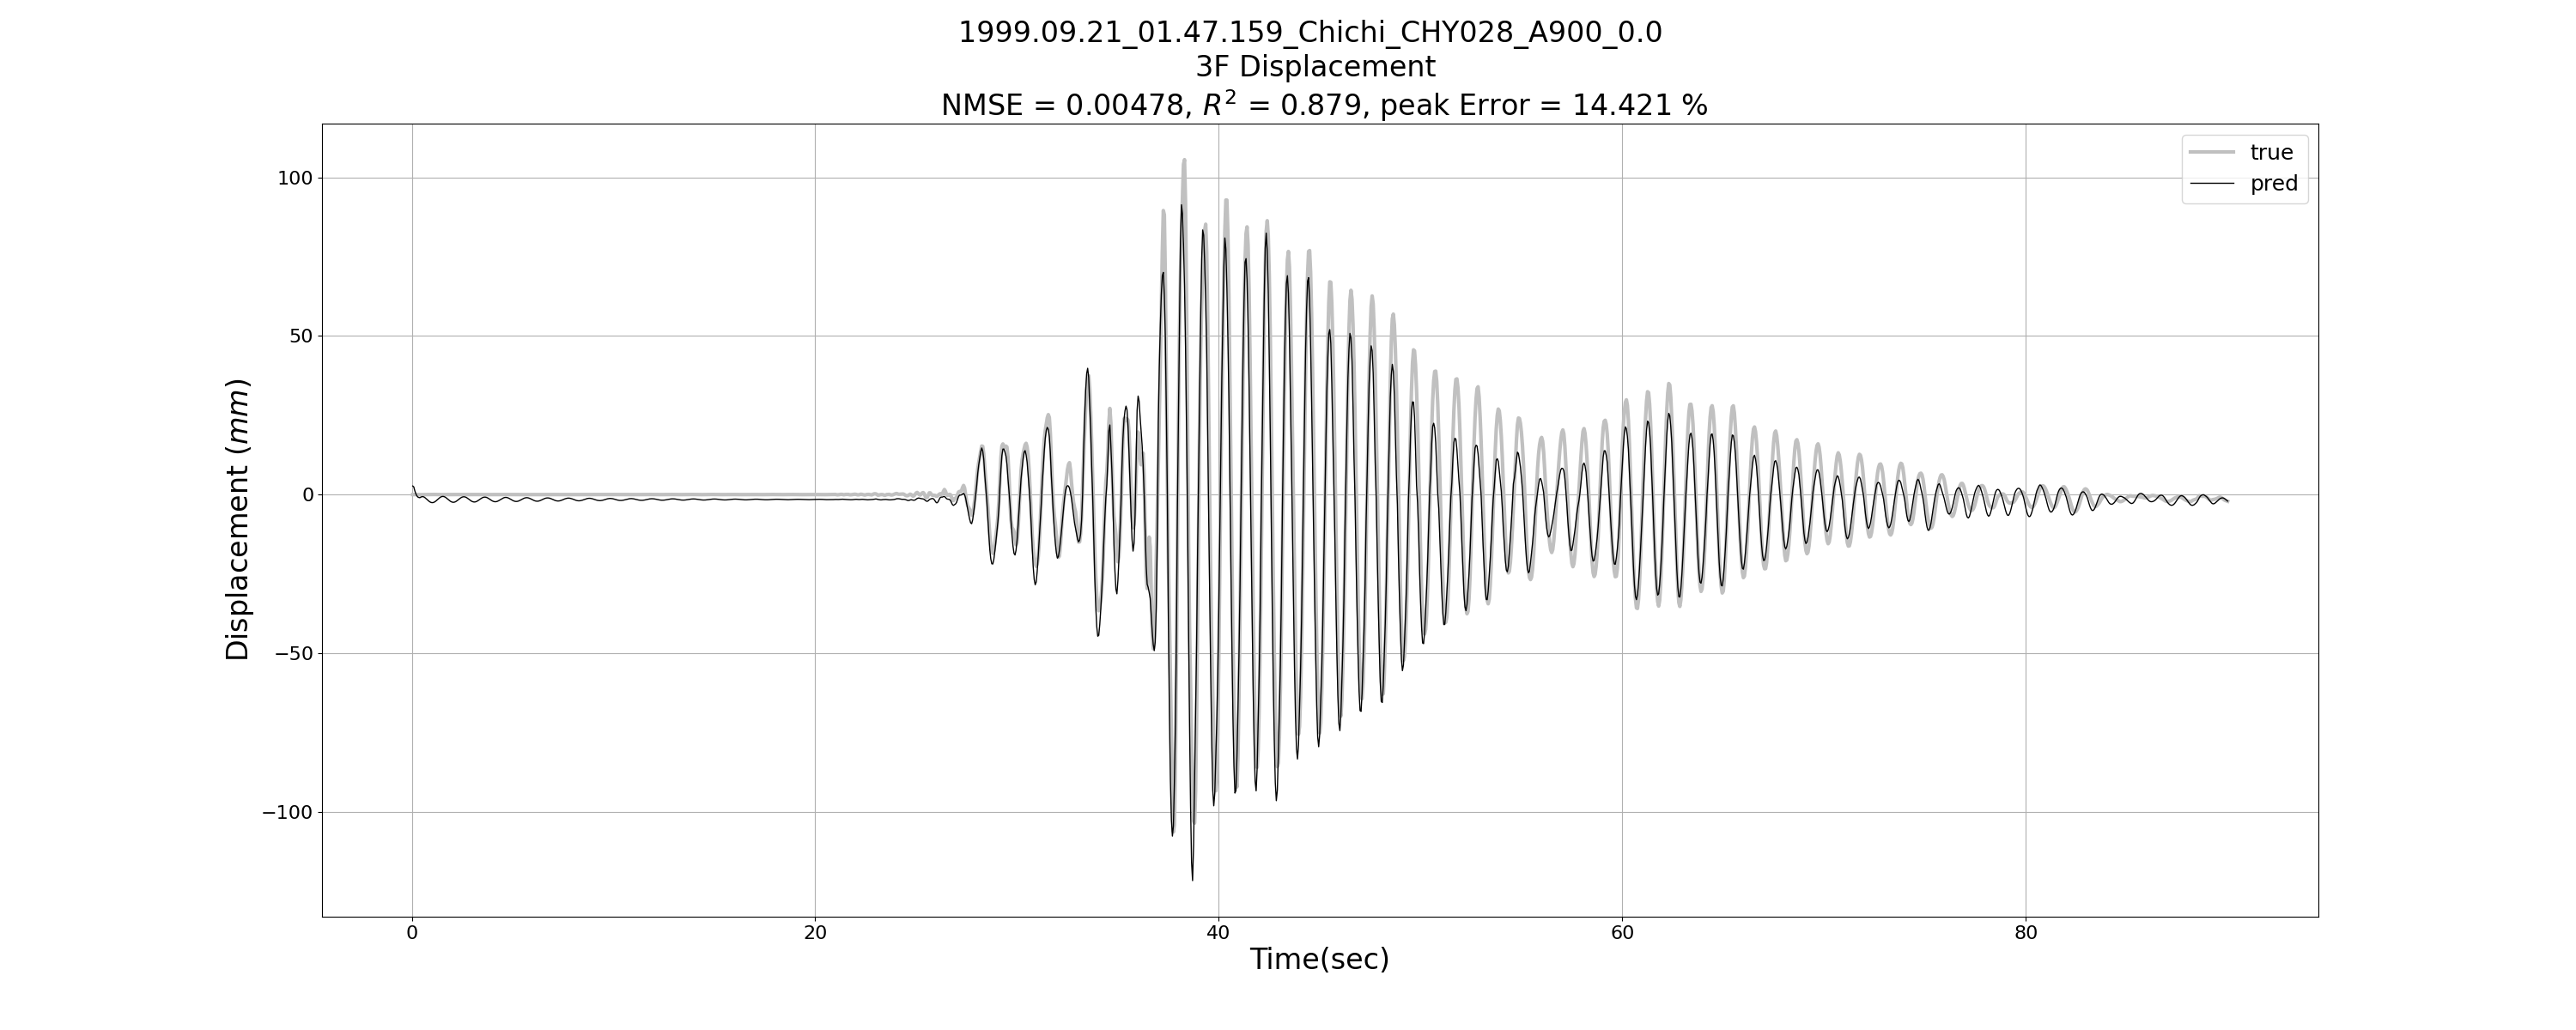 1999.09.21_01.47.159_Chichi_CHY028_A900_0.0
3F Displacement
NMSE = 0.00478, R² = 0.879, peak Error = 14.421 %
true
pred
100
50
0
−50
−100
Displacement (mm)
0 20 40 60 80
Time(sec)